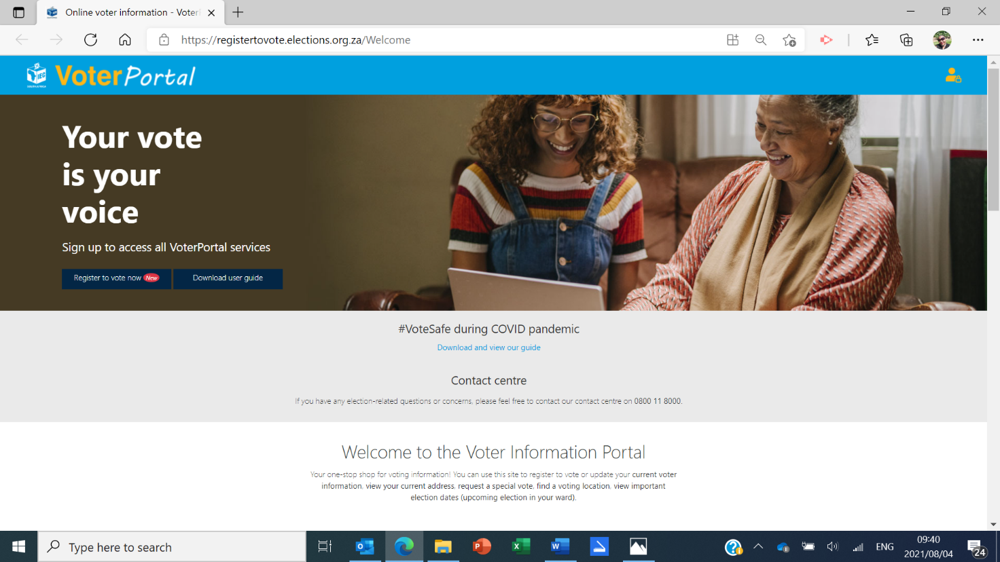 Online voter information - Voter
https://registertovote.elections.org.za/Welcome
IEC
SOUTH AFRICA
VoterPortal
Your vote
is your
voice
Sign up to access all VoterPortal services
Register to vote now New
Download user guide
#VoteSafe during COVID pandemic
Download and view our guide
Contact centre
If you have any election-related questions or concerns, please feel free to contact our contact centre on 0800 11 8000.
Welcome to the Voter Information Portal
Your one-stop shop for voting information! You can use this site to register to vote or update your current voter
information, view your current address, request a special vote, find a voting location, view important
election dates (upcoming election in your ward).
Type here to search
ENG
09:40
2021/08/04
24